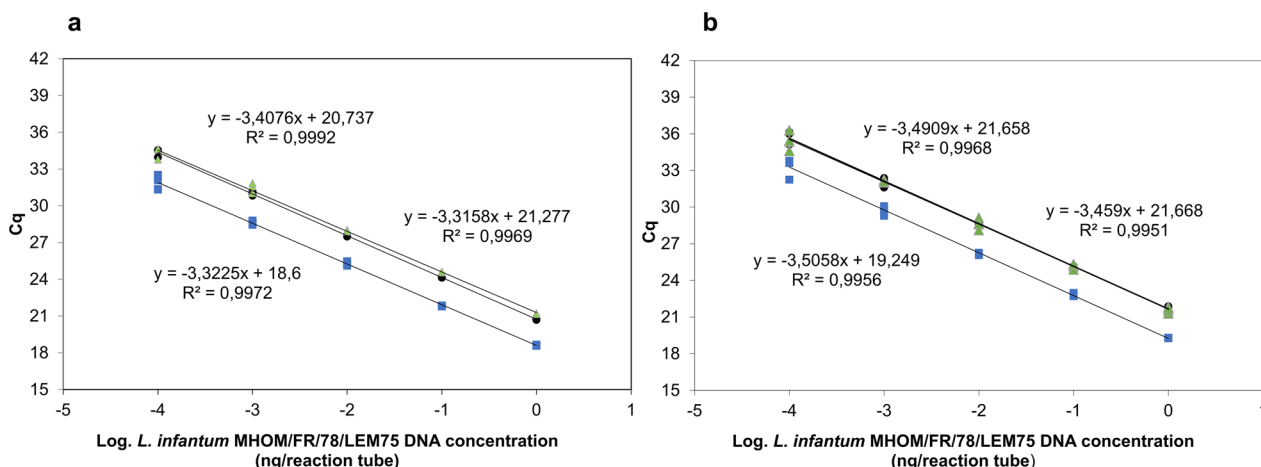 a
42
39
36
33
30
27
24
21
18
15
Cq
y = -3,4076x + 20,737
R² = 0,9992
y = -3,3158x + 21,277
R² = 0,9969
y = -3,3225x + 18,6
R² = 0,9972
-5 -4 -3 -2 -1 0 1
Log. L. infantum MHOM/FR/78/LEM75 DNA concentration
(ng/reaction tube)
b
42
39
36
33
30
27
24
21
18
15
Cq
y = -3,4909x + 21,658
R² = 0,9968
y = -3,459x + 21,668
R² = 0,9951
y = -3,5058x + 19,249
R² = 0,9956
-5 -4 -3 -2 -1 0 1
Log. L. infantum MHOM/FR/78/LEM75 DNA concentration
(ng/reaction tube)